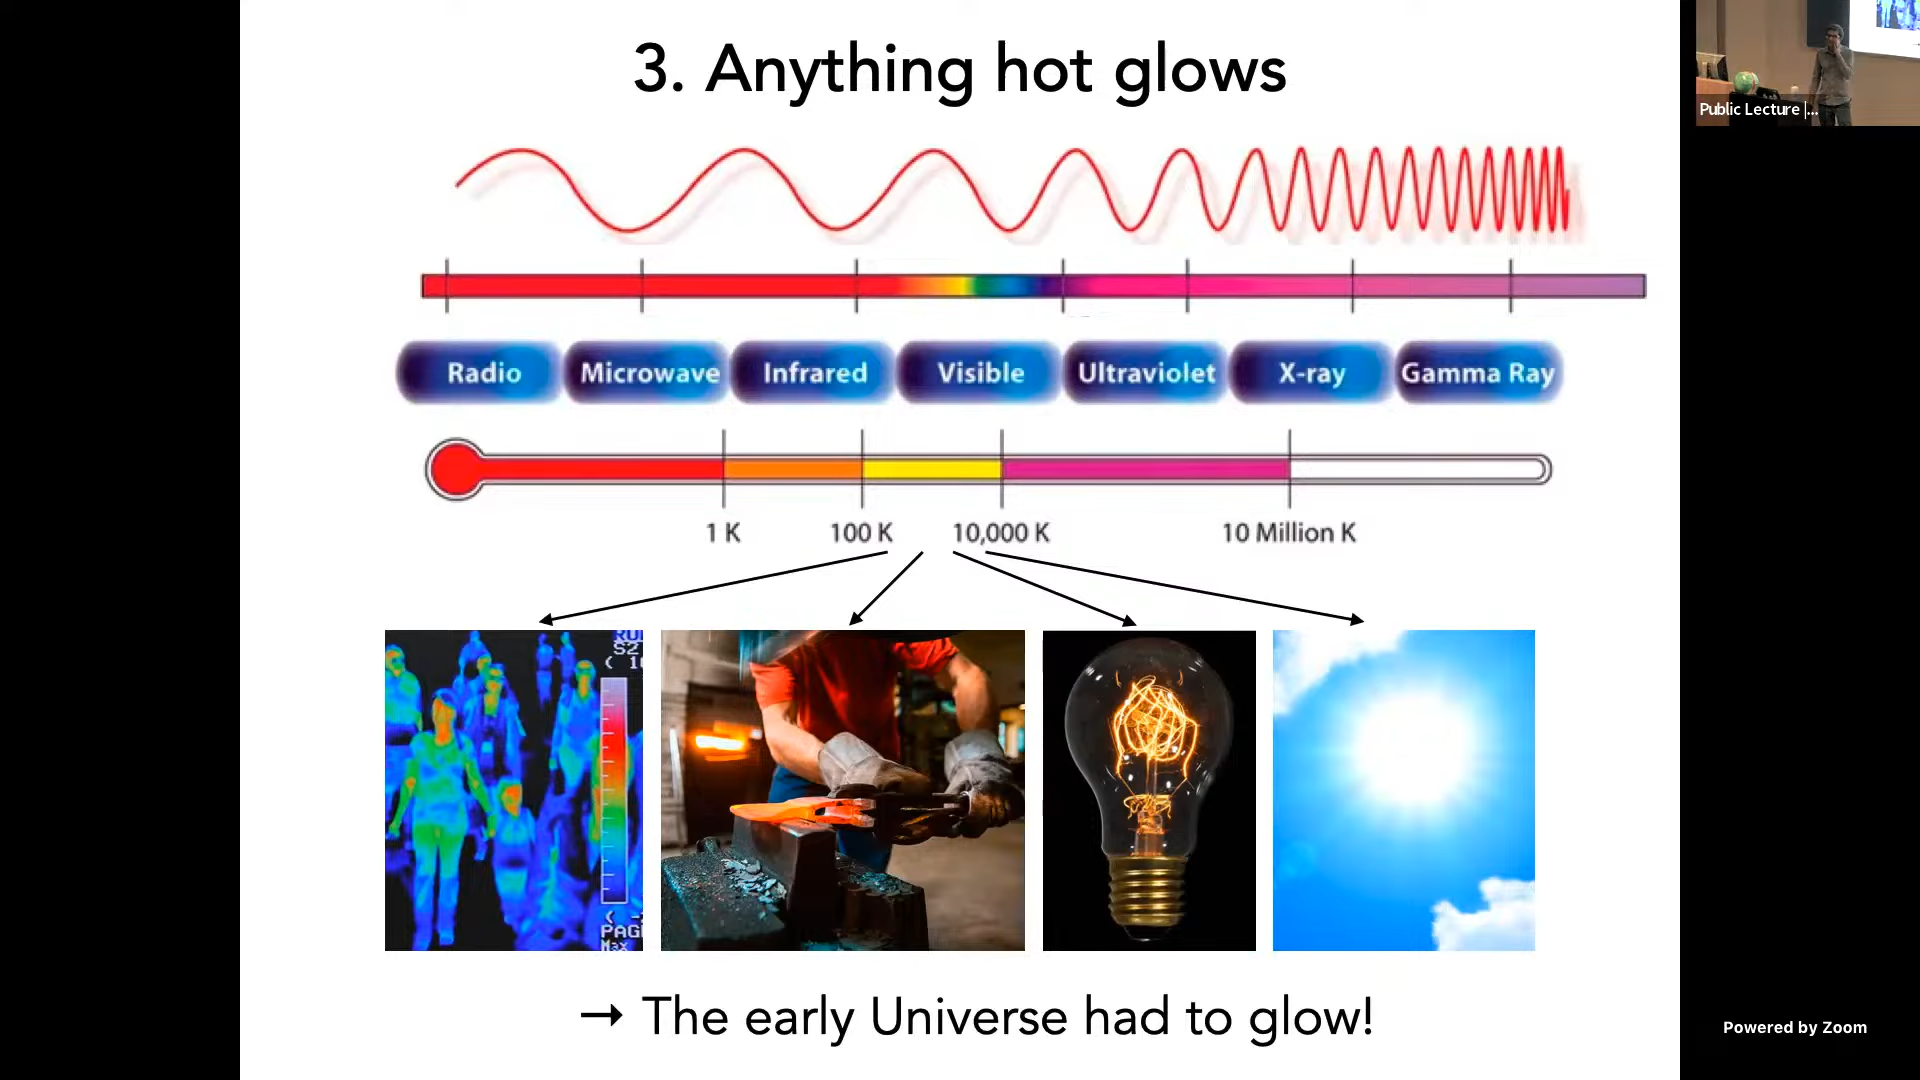 3. Anything hot glows
Public Lecture |...
Radio
Microwave
Infrared
Visible
Ultraviolet
X-ray
Gamma Ray
1 K
100 K
10,000 K
10 Million K
→ The early Universe had to glow!
Powered by Zoom